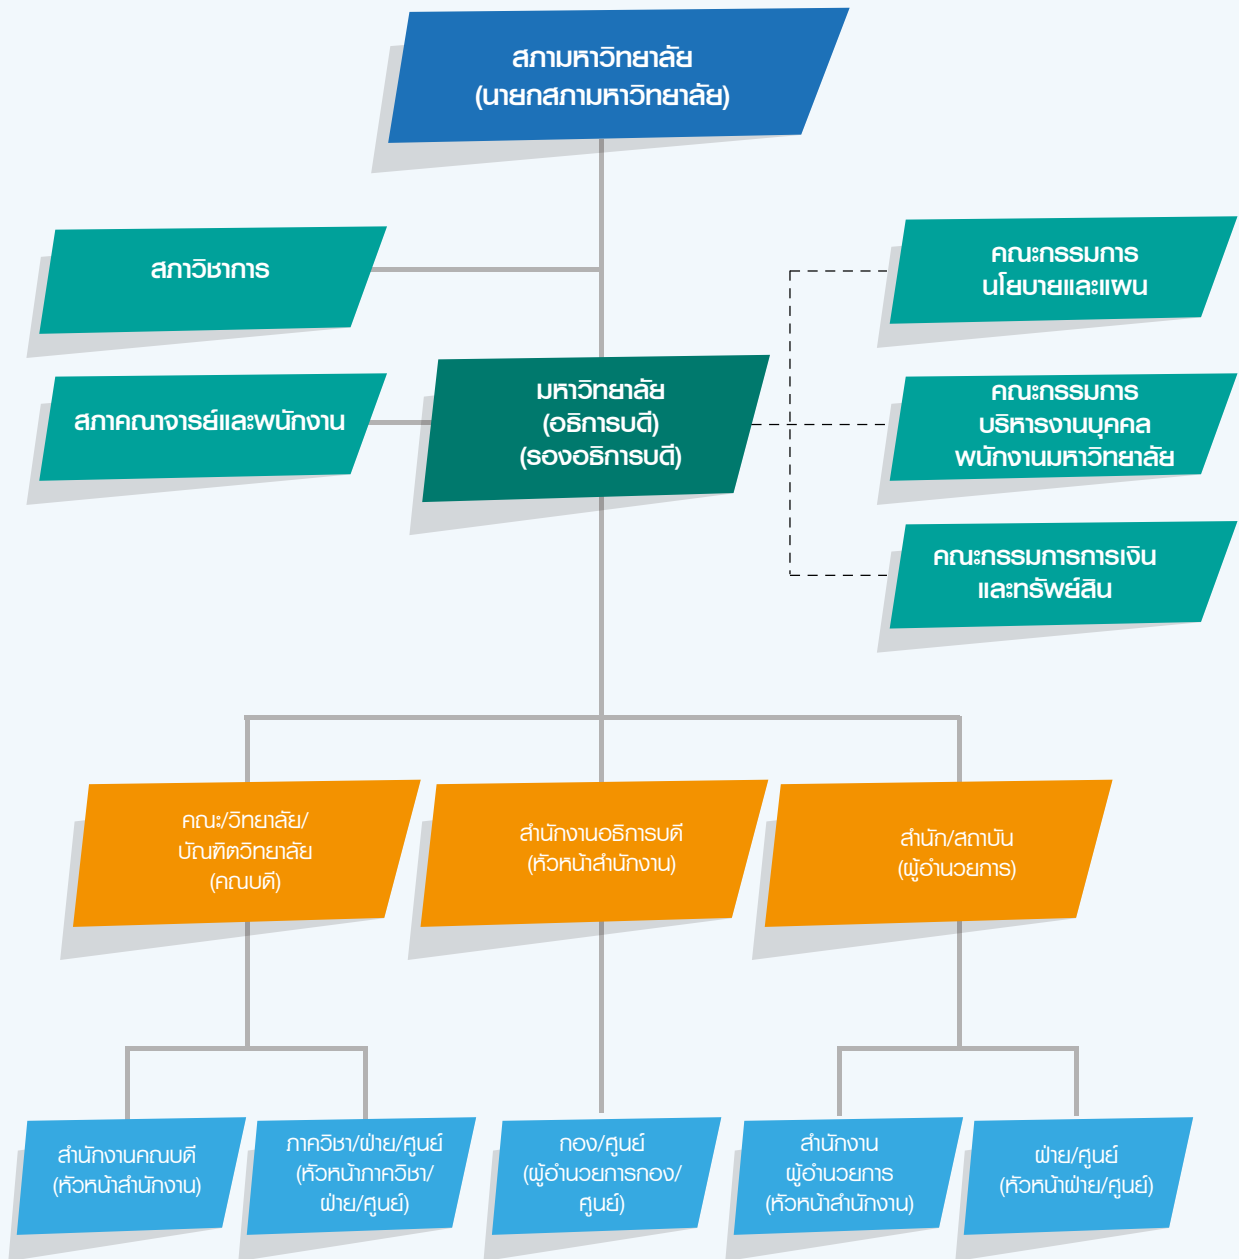 สภามหาวิทยาลัย
(นายกสภามหาวิทยาลัย)
สภาวิชาการ
คณะกรรมการ
นโยบายและแผน
สภาคณาจารย์และพนักงาน
มหาวิทยาลัย
(อธิการบดี)
(รองอธิการบดี)
คณะกรรมการ
บริหารงานบุคคล
พนักงานมหาวิทยาลัย
คณะกรรมการการเงิน
และทรัพย์สิน
คณะ/วิทยาลัย/
บัณฑิตวิทยาลัย
(คณบดี)
สำนักงานอธิการบดี
(หัวหน้าสำนักงาน)
สำนัก/สถาบัน
(ผู้อำนวยการ)
สำนักงานคณบดี
(หัวหน้าสำนักงาน)
ภาควิชา/ฝ่าย/ศูนย์
(หัวหน้าภาควิชา/
ฝ่าย/ศูนย์)
กอง/ศูนย์
(ผู้อำนวยการกอง/
ศูนย์)
สำนักงาน
ผู้อำนวยการ
(หัวหน้าสำนักงาน)
ฝ่าย/ศูนย์
(หัวหน้าฝ่าย/ศูนย์)